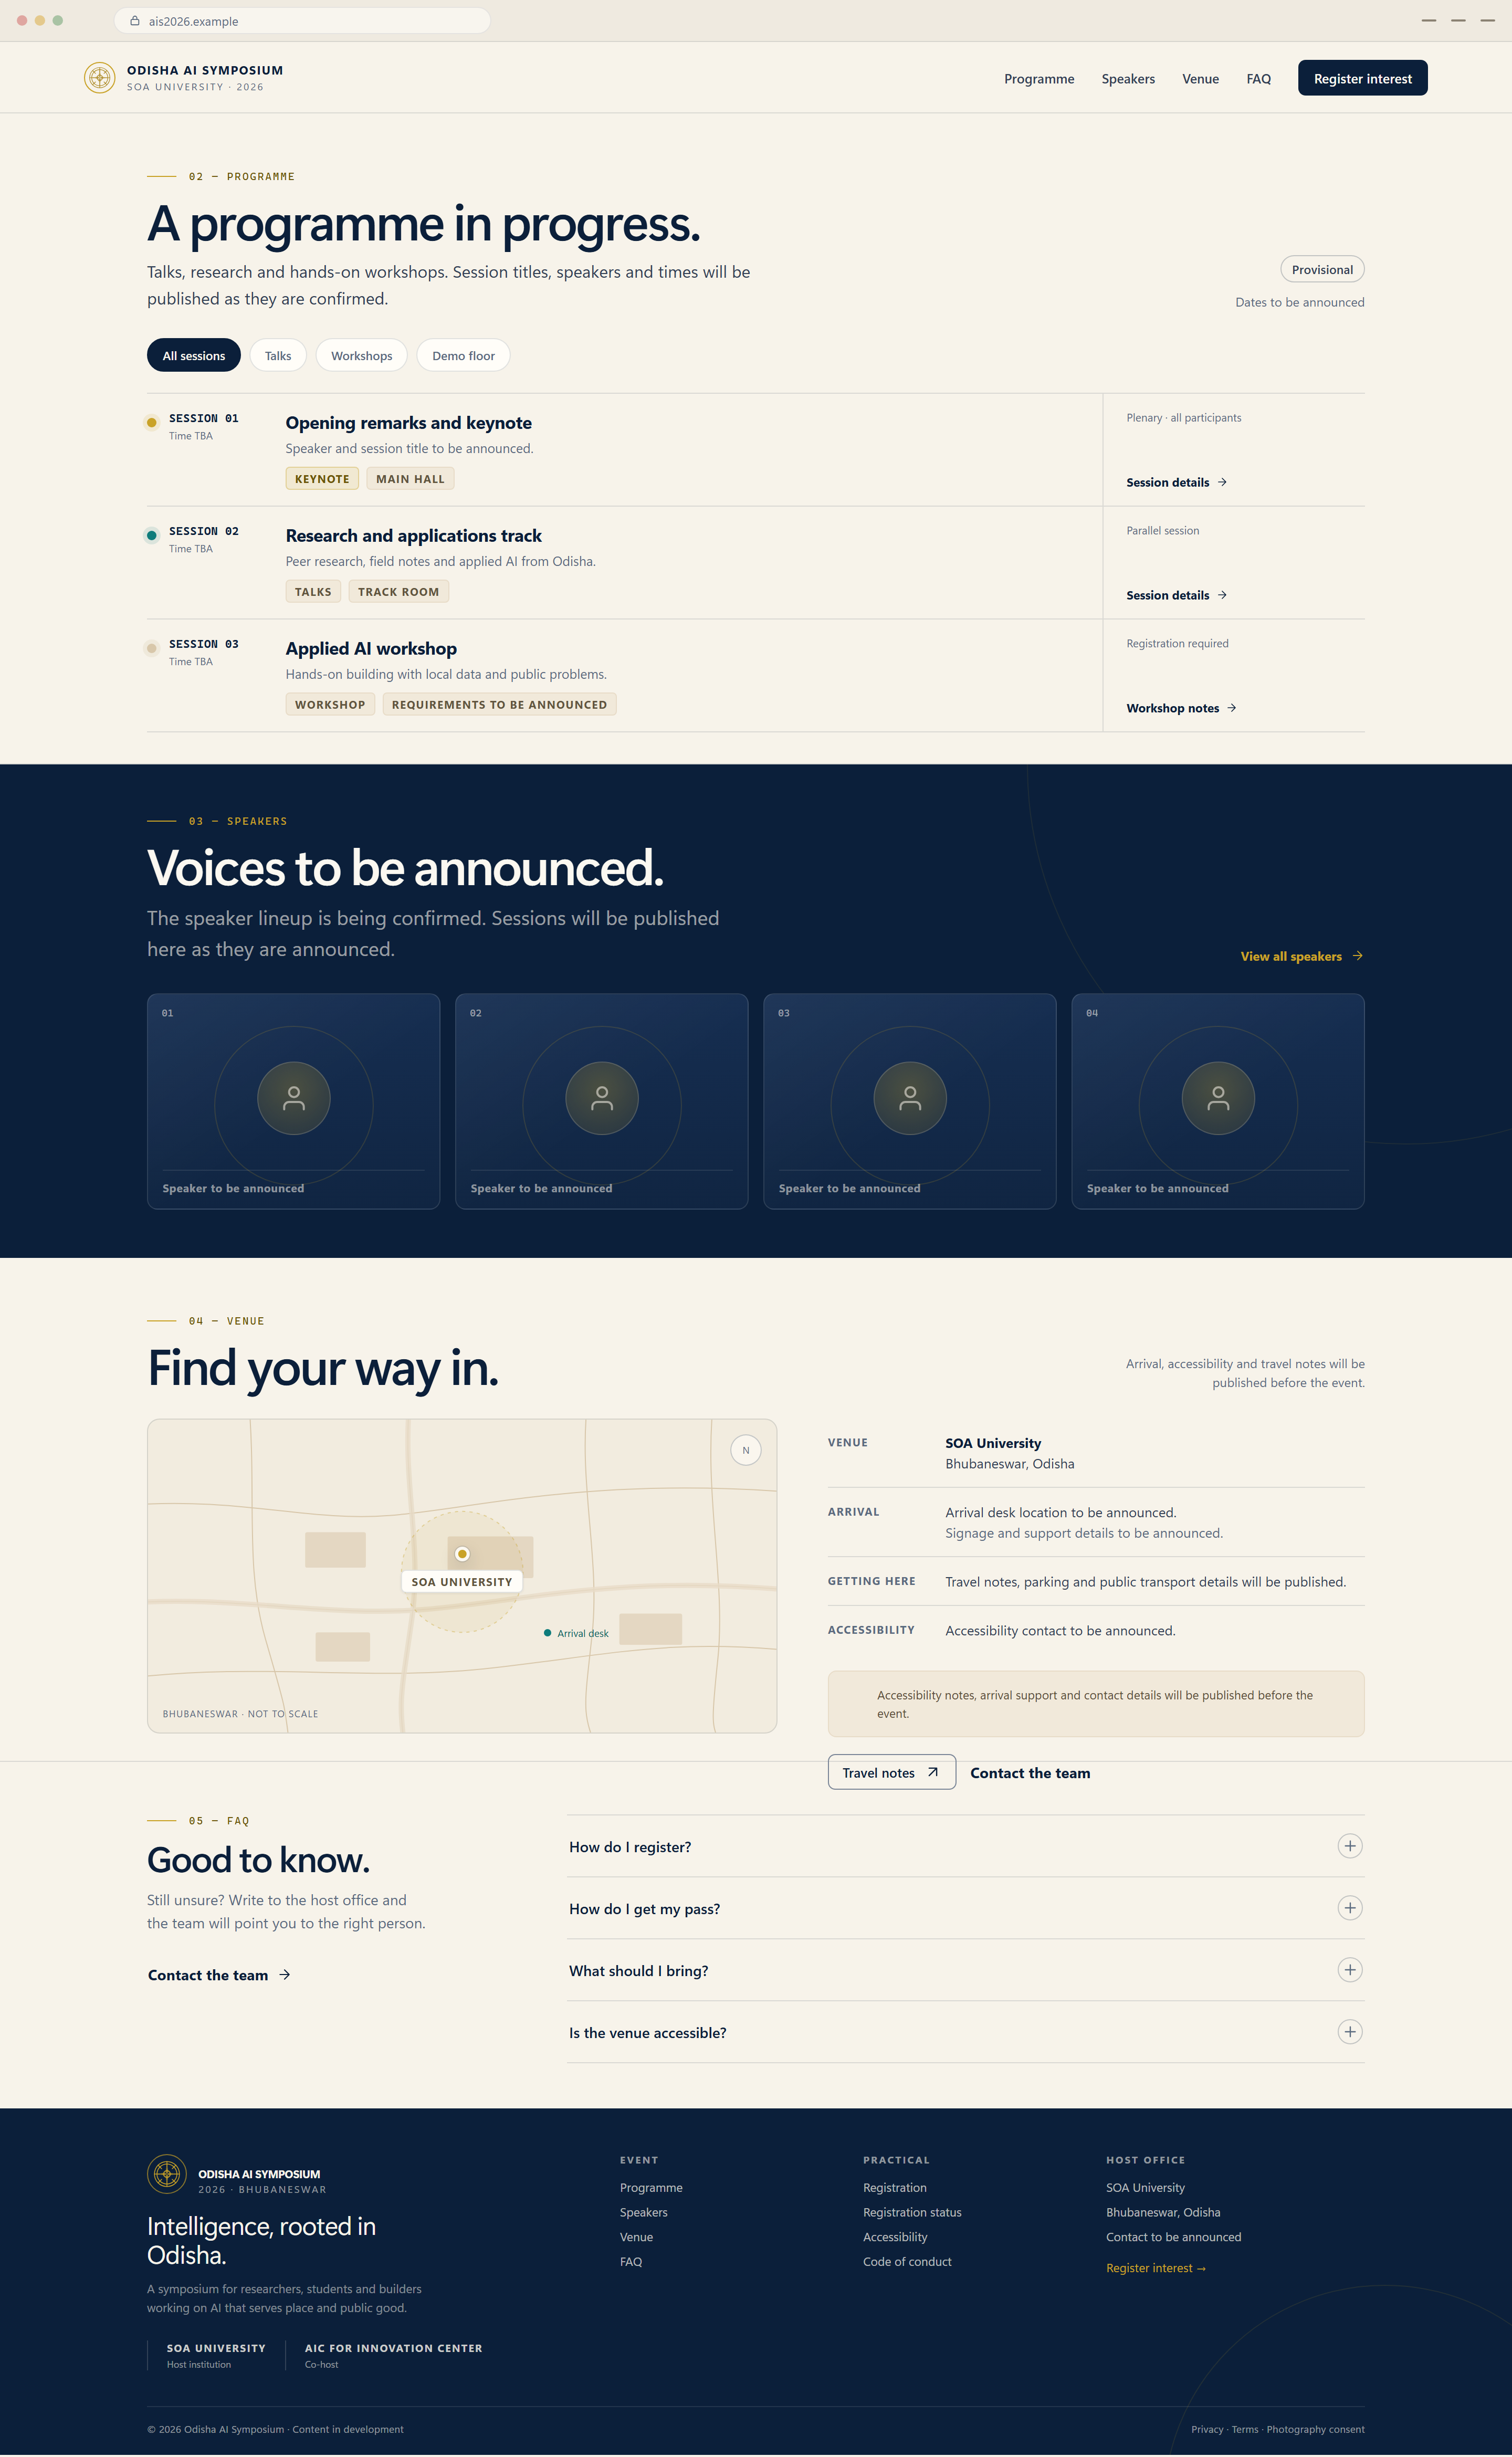 ais2026.example
ODISHA AI SYMPOSIUM
SOA UNIVERSITY · 2026
Programme
Speakers
Venue
FAQ
Register interest
02 — PROGRAMME
A programme in progress.
Talks, research and hands-on workshops. Session titles, speakers and times will be
published as they are confirmed.
Provisional
Dates to be announced
All sessions
Talks
Workshops
Demo floor
SESSION 01
Time TBA
Opening remarks and keynote
Speaker and session title to be announced.
KEYNOTE
MAIN HALL
Plenary · all participants
Session details →
SESSION 02
Time TBA
Research and applications track
Peer research, field notes and applied AI from Odisha.
TALKS
TRACK ROOM
Parallel session
Session details →
SESSION 03
Time TBA
Applied AI workshop
Hands-on building with local data and public problems.
WORKSHOP
REQUIREMENTS TO BE ANNOUNCED
Registration required
Workshop notes →
03 — SPEAKERS
Voices to be announced.
The speaker lineup is being confirmed. Sessions will be published
here as they are announced.
View all speakers →
01
Speaker to be announced
02
Speaker to be announced
03
Speaker to be announced
04
Speaker to be announced
04 — VENUE
Find your way in.
Arrival, accessibility and travel notes will be
published before the event.
N
SOA UNIVERSITY
Arrival desk
BHUBANESWAR · NOT TO SCALE
VENUE
SOA University
Bhubaneswar, Odisha
ARRIVAL
Arrival desk location to be announced.
Signage and support details to be announced.
GETTING HERE
Travel notes, parking and public transport details will be published.
ACCESSIBILITY
Accessibility contact to be announced.
Accessibility notes, arrival support and contact details will be published before the
event.
Travel notes
Contact the team
05 — FAQ
Good to know.
Still unsure? Write to the host office and
the team will point you to the right person.
Contact the team →
How do I register?
How do I get my pass?
What should I bring?
Is the venue accessible?
ODISHA AI SYMPOSIUM
2026 · BHUBANESWAR
Intelligence, rooted in
Odisha.
A symposium for researchers, students and builders
working on AI that serves place and public good.
SOA UNIVERSITY
Host institution
AIC FOR INNOVATION CENTER
Co-host
EVENT
Programme
Speakers
Venue
FAQ
PRACTICAL
Registration
Registration status
Accessibility
Code of conduct
HOST OFFICE
SOA University
Bhubaneswar, Odisha
Contact to be announced
Register interest →
© 2026 Odisha AI Symposium · Content in development
Privacy · Terms · Photography consent